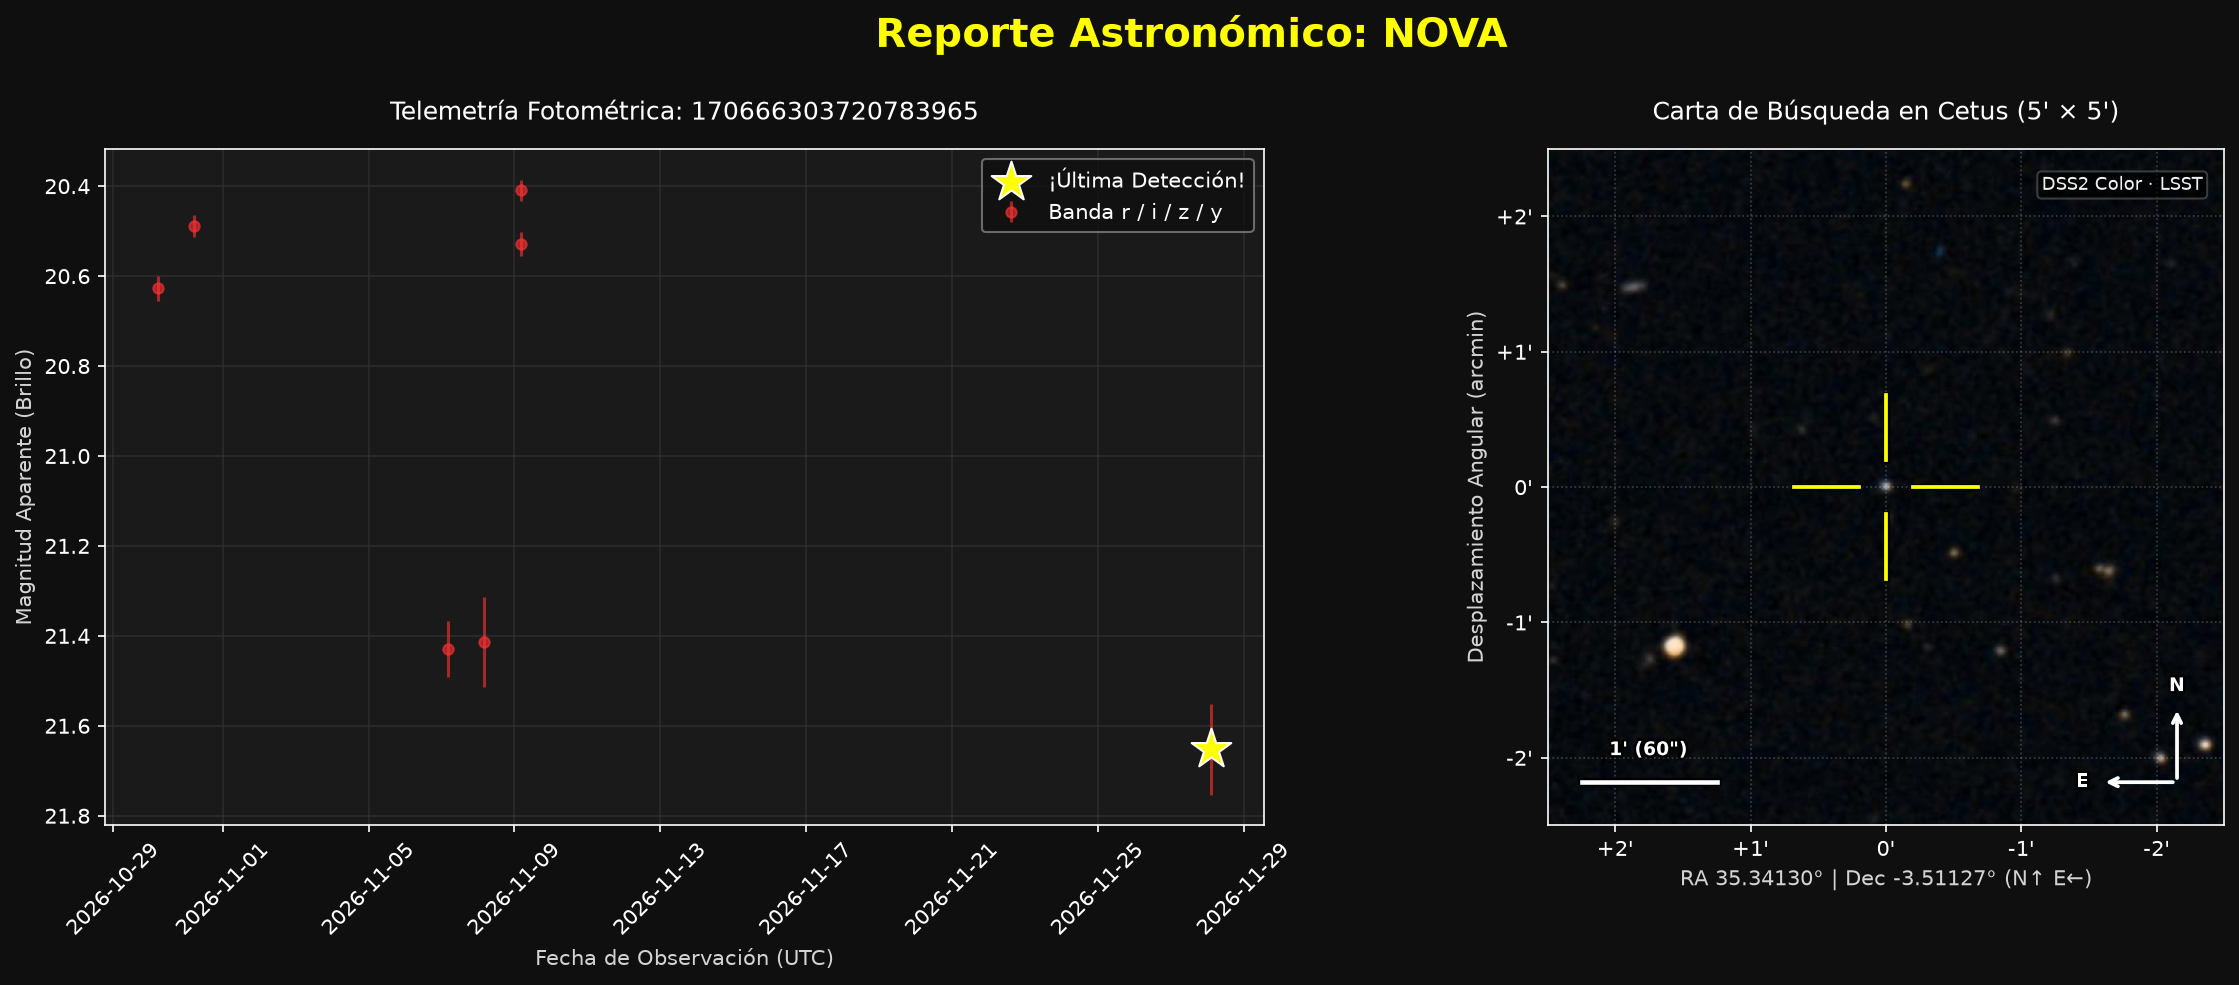 Reporte Astronómico: NOVA
Telemetría Fotométrica: 170666303720783965
¡Última Detección!
Banda r / i / z / y
Magnitud Aparente (Brillo)
20.4
20.6
20.8
21.0
21.2
21.4
21.6
21.8
2026-10-29
2026-11-01
2026-11-05
2026-11-09
2026-11-13
2026-11-17
2026-11-21
2026-11-25
2026-11-29
Fecha de Observación (UTC)
Carta de Búsqueda en Cetus (5' × 5')
DSS2 Color · LSST
Desplazamiento Angular (arcmin)
+2'
+1'
0'
-1'
-2'
N
E
1' (60")
+2'
+1'
0'
-1'
-2'
RA 35.34130° | Dec -3.51127° (N↑ E←)